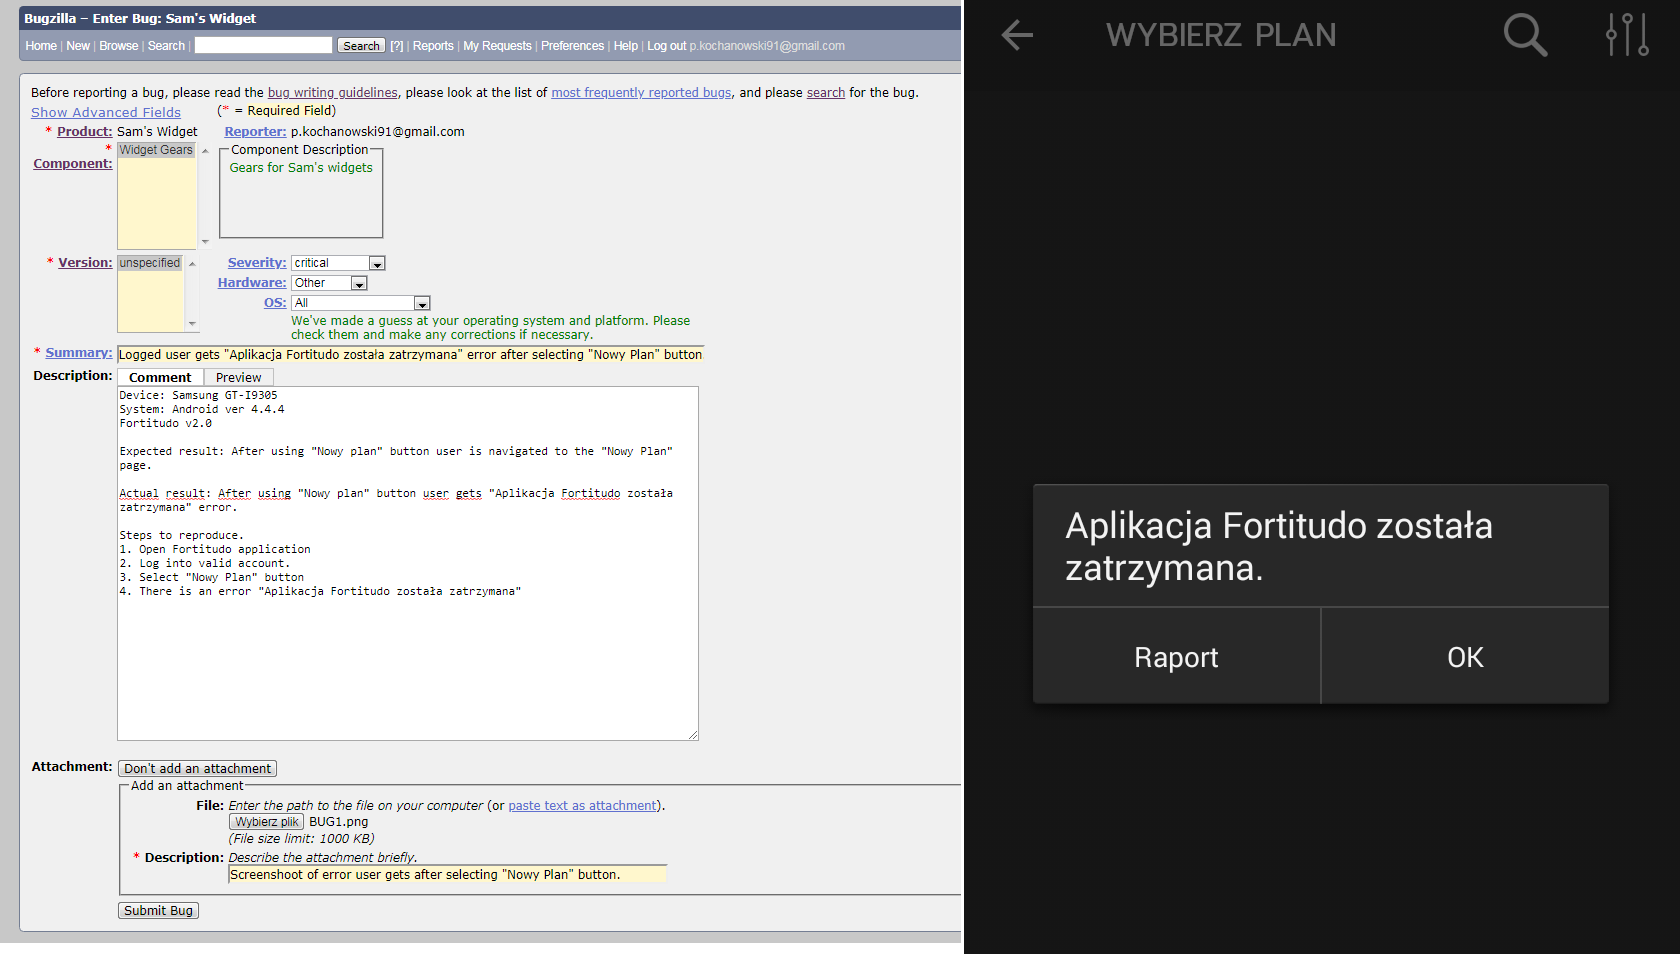 Bugzilla – Enter Bug: Sam's Widget
Home | New | Browse | Search | Search [?] | Reports | My Requests | Preferences | Help | Log out p.kochanowski91@gmail.com
Before reporting a bug, please read the bug writing guidelines, please look at the list of most frequently reported bugs, and please search for the bug.
Show Advanced Fields (* = Required Field)
* Product: Sam's Widget Reporter: p.kochanowski91@gmail.com
* Component: Widget Gears Component Description
Gears for Sam's widgets
* Version: unspecified Severity: critical
Hardware: Other
OS: All
We've made a guess at your operating system and platform. Please
check them and make any corrections if necessary.
* Summary: Logged user gets "Aplikacja Fortitudo została zatrzymana" error after selecting "Nowy Plan" button
Description: Comment Preview
Device: Samsung GT-I9305
System: Android ver 4.4.4
Fortitudo v2.0
Expected result: After using "Nowy plan" button user is navigated to the "Nowy Plan"
page.
Actual result: After using "Nowy plan" button user gets "Aplikacja Fortitudo została
zatrzymana" error.
Steps to reproduce.
1. Open Fortitudo application
2. Log into valid account.
3. Select "Nowy Plan" button
4. There is an error "Aplikacja Fortitudo została zatrzymana"
Attachment: Don't add an attachment
Add an attachment
File: Enter the path to the file on your computer (or paste text as attachment).
Wybierz plik BUG1.png
(File size limit: 1000 KB)
* Description: Describe the attachment briefly.
Screenshoot of error user gets after selecting "Nowy Plan" button.
Submit Bug
WYBIERZ PLAN
Aplikacja Fortitudo została
zatrzymana.
Raport OK